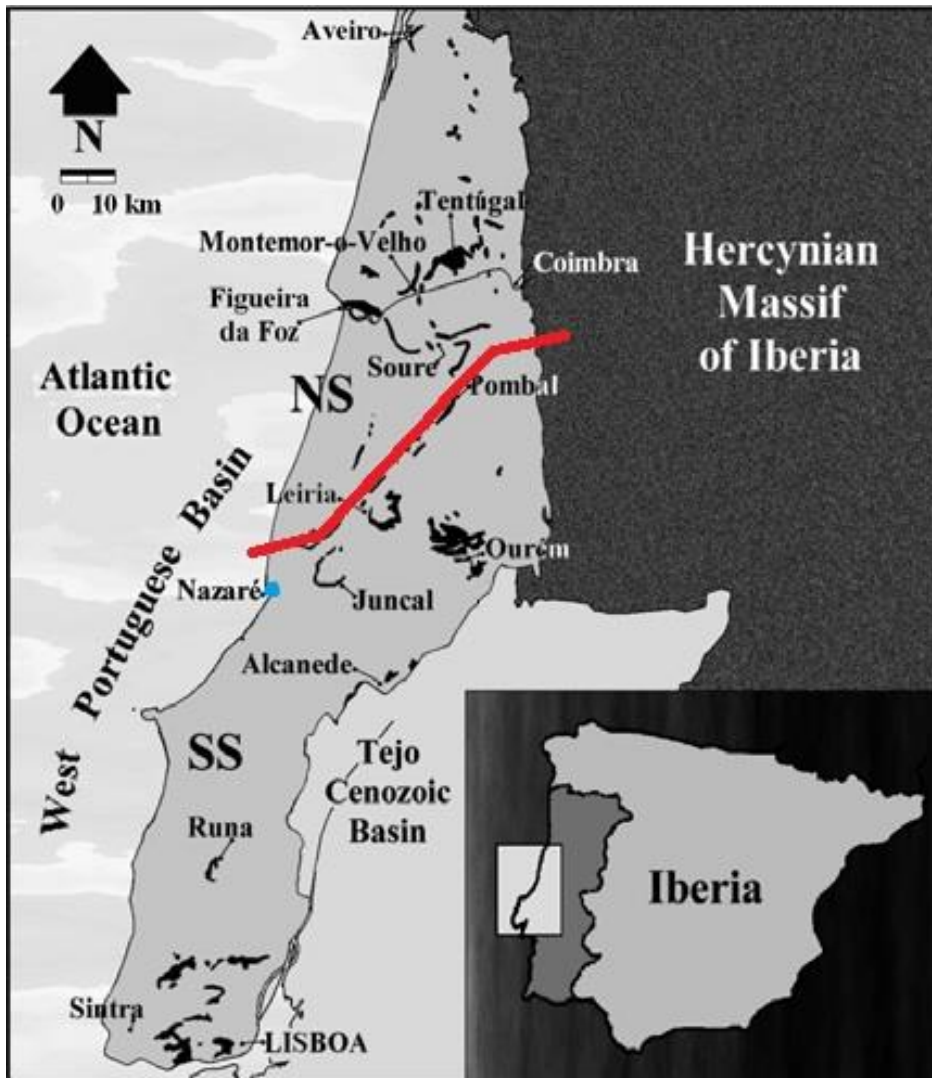 Aveiro
N
0 10 km
Tentúgal
Montemor-o-Velho
Coimbra
Hercynian
Massif
of Iberia
Figueira
da Foz
Soure
Pombal
Atlantic
Ocean
NS
Leiria
Ourém
West Portuguese Basin
Nazaré
Juncal
Alcanede
SS
Tejo
Cenozoic
Basin
Runa
Iberia
Sintra
LISBOA